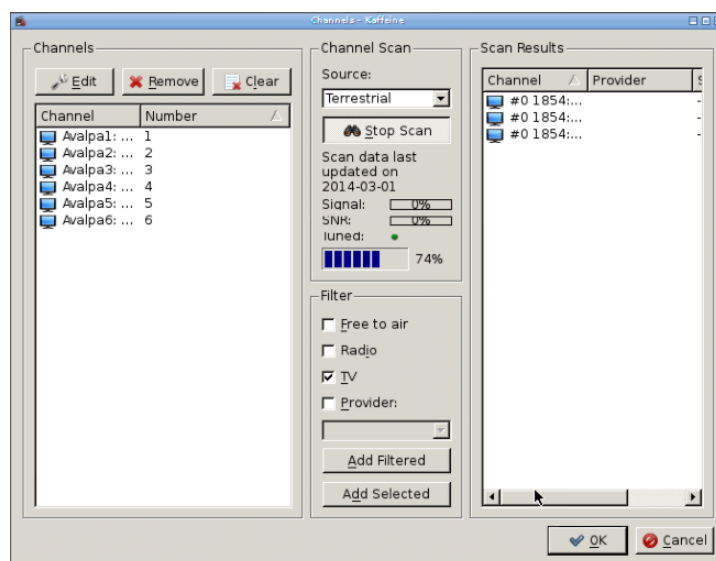 Channels - Kaffeine
Channels
Edit
Remove
Clear
Channel Number
Avalpa1: ... 1
Avalpa2: ... 2
Avalpa3: ... 3
Avalpa4: ... 4
Avalpa5: ... 5
Avalpa6: ... 6
Channel Scan
Source:
Terrestrial
Stop Scan
Scan data last
updated on
2014-03-01
Signal: 0%
SNR: 0%
Tuned:
74%
Filter
Free to air
Radio
TV
Provider:
Add Filtered
Add Selected
Scan Results
Channel Provider
#0 1854:...
#0 1854:...
#0 1854:...
OK
Cancel